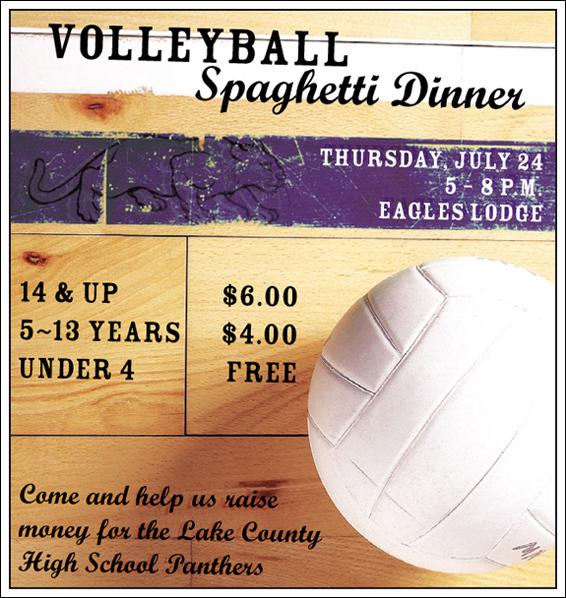 VOLLEYBALL
Spaghetti Dinner
THURSDAY, JULY 24
5 - 8 P.M.
EAGLES LODGE
14 & UP $6.00
5~13 YEARS $4.00
UNDER 4 FREE
Come and help us raise
money for the Lake County
High School Panthers